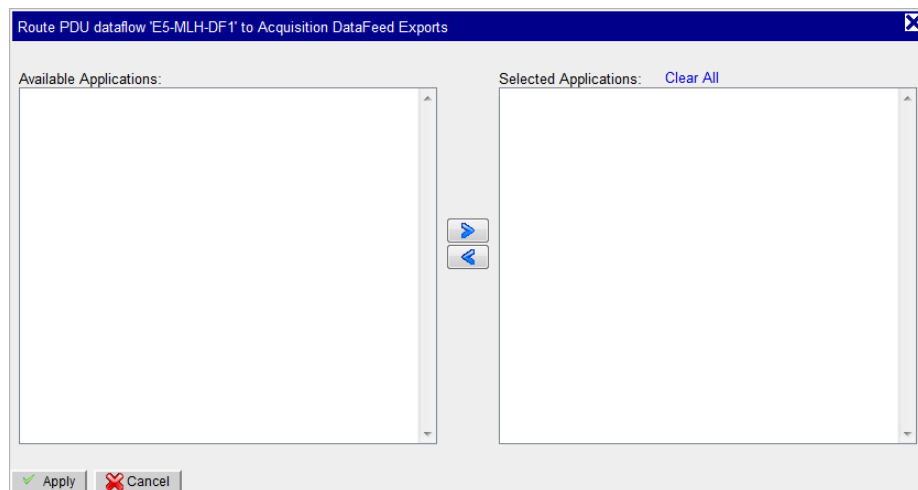 Route PDU dataflow 'E5-MLH-DF1' to Acquisition DataFeed Exports
Available Applications:
Selected Applications: Clear All
Apply Cancel